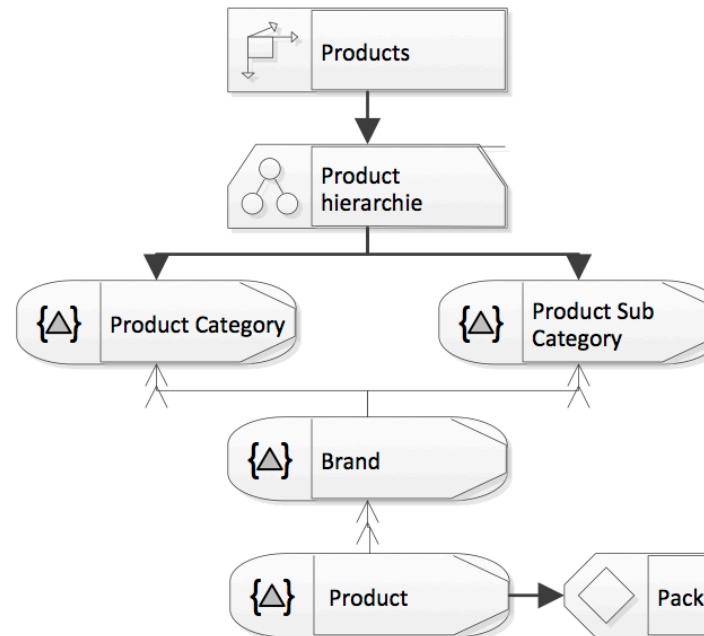 Products
Product
hierarchie
Product Category
Product Sub
Category
Brand
Product
Pack